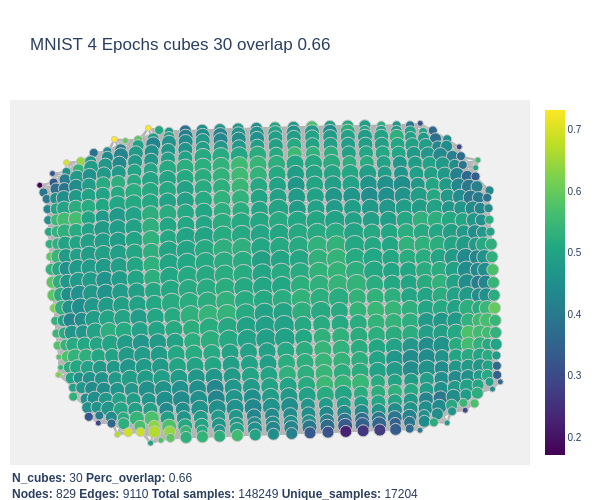 MNIST 4 Epochs cubes 30 overlap 0.66
0.7
0.6
0.5
0.4
0.3
0.2
N_cubes: 30 Perc_overlap: 0.66
Nodes: 829 Edges: 9110 Total samples: 148249 Unique_samples: 17204